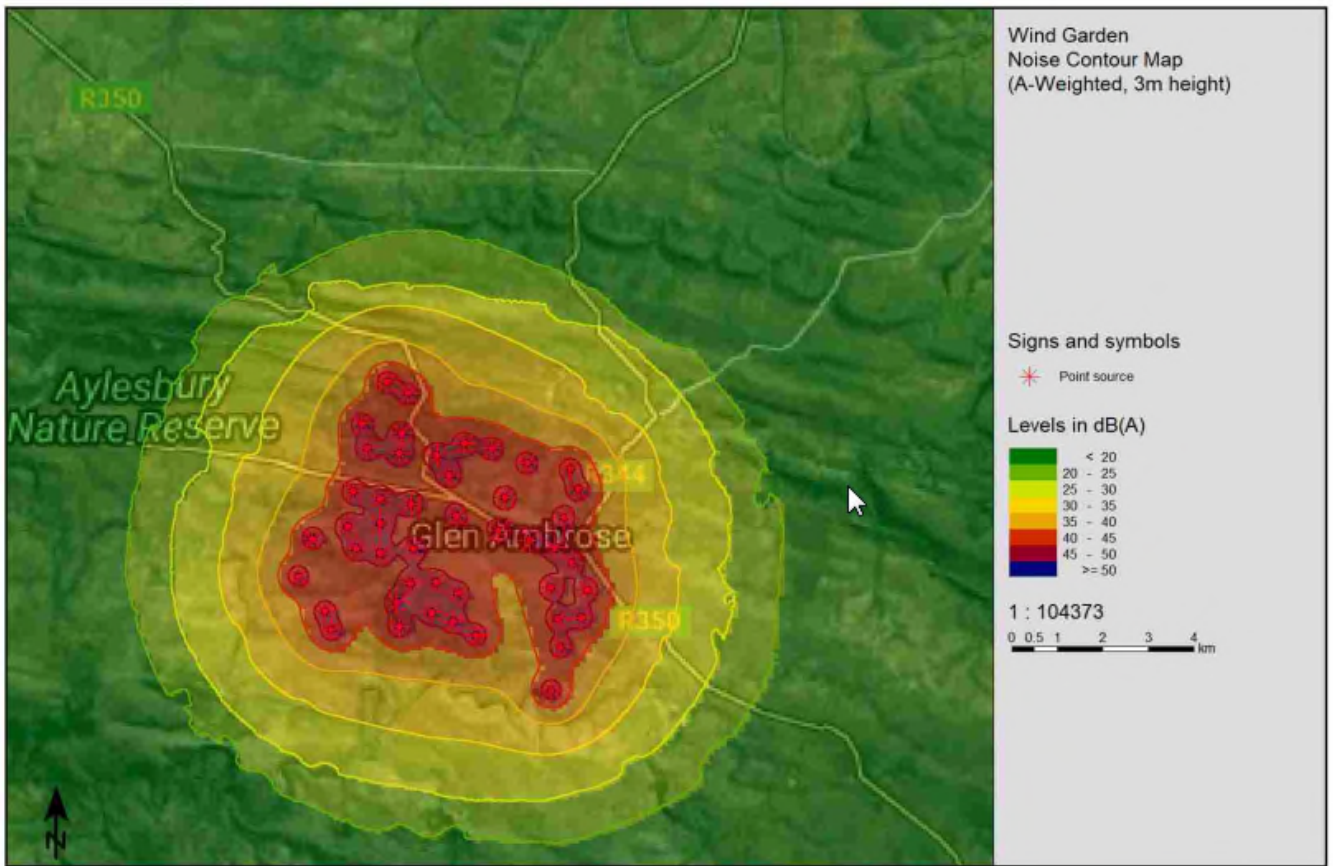 Wind Garden
Noise Contour Map
(A-Weighted, 3m height)
R350
Aylesbury
Nature Reserve
R344
Glen Ambrose
R350
Signs and symbols
Point source
Levels in dB(A)
< 20
20 - 25
25 - 30
30 - 35
35 - 40
40 - 45
45 - 50
>= 50
1 : 104373
0 0.5 1 2 3 4
km
N